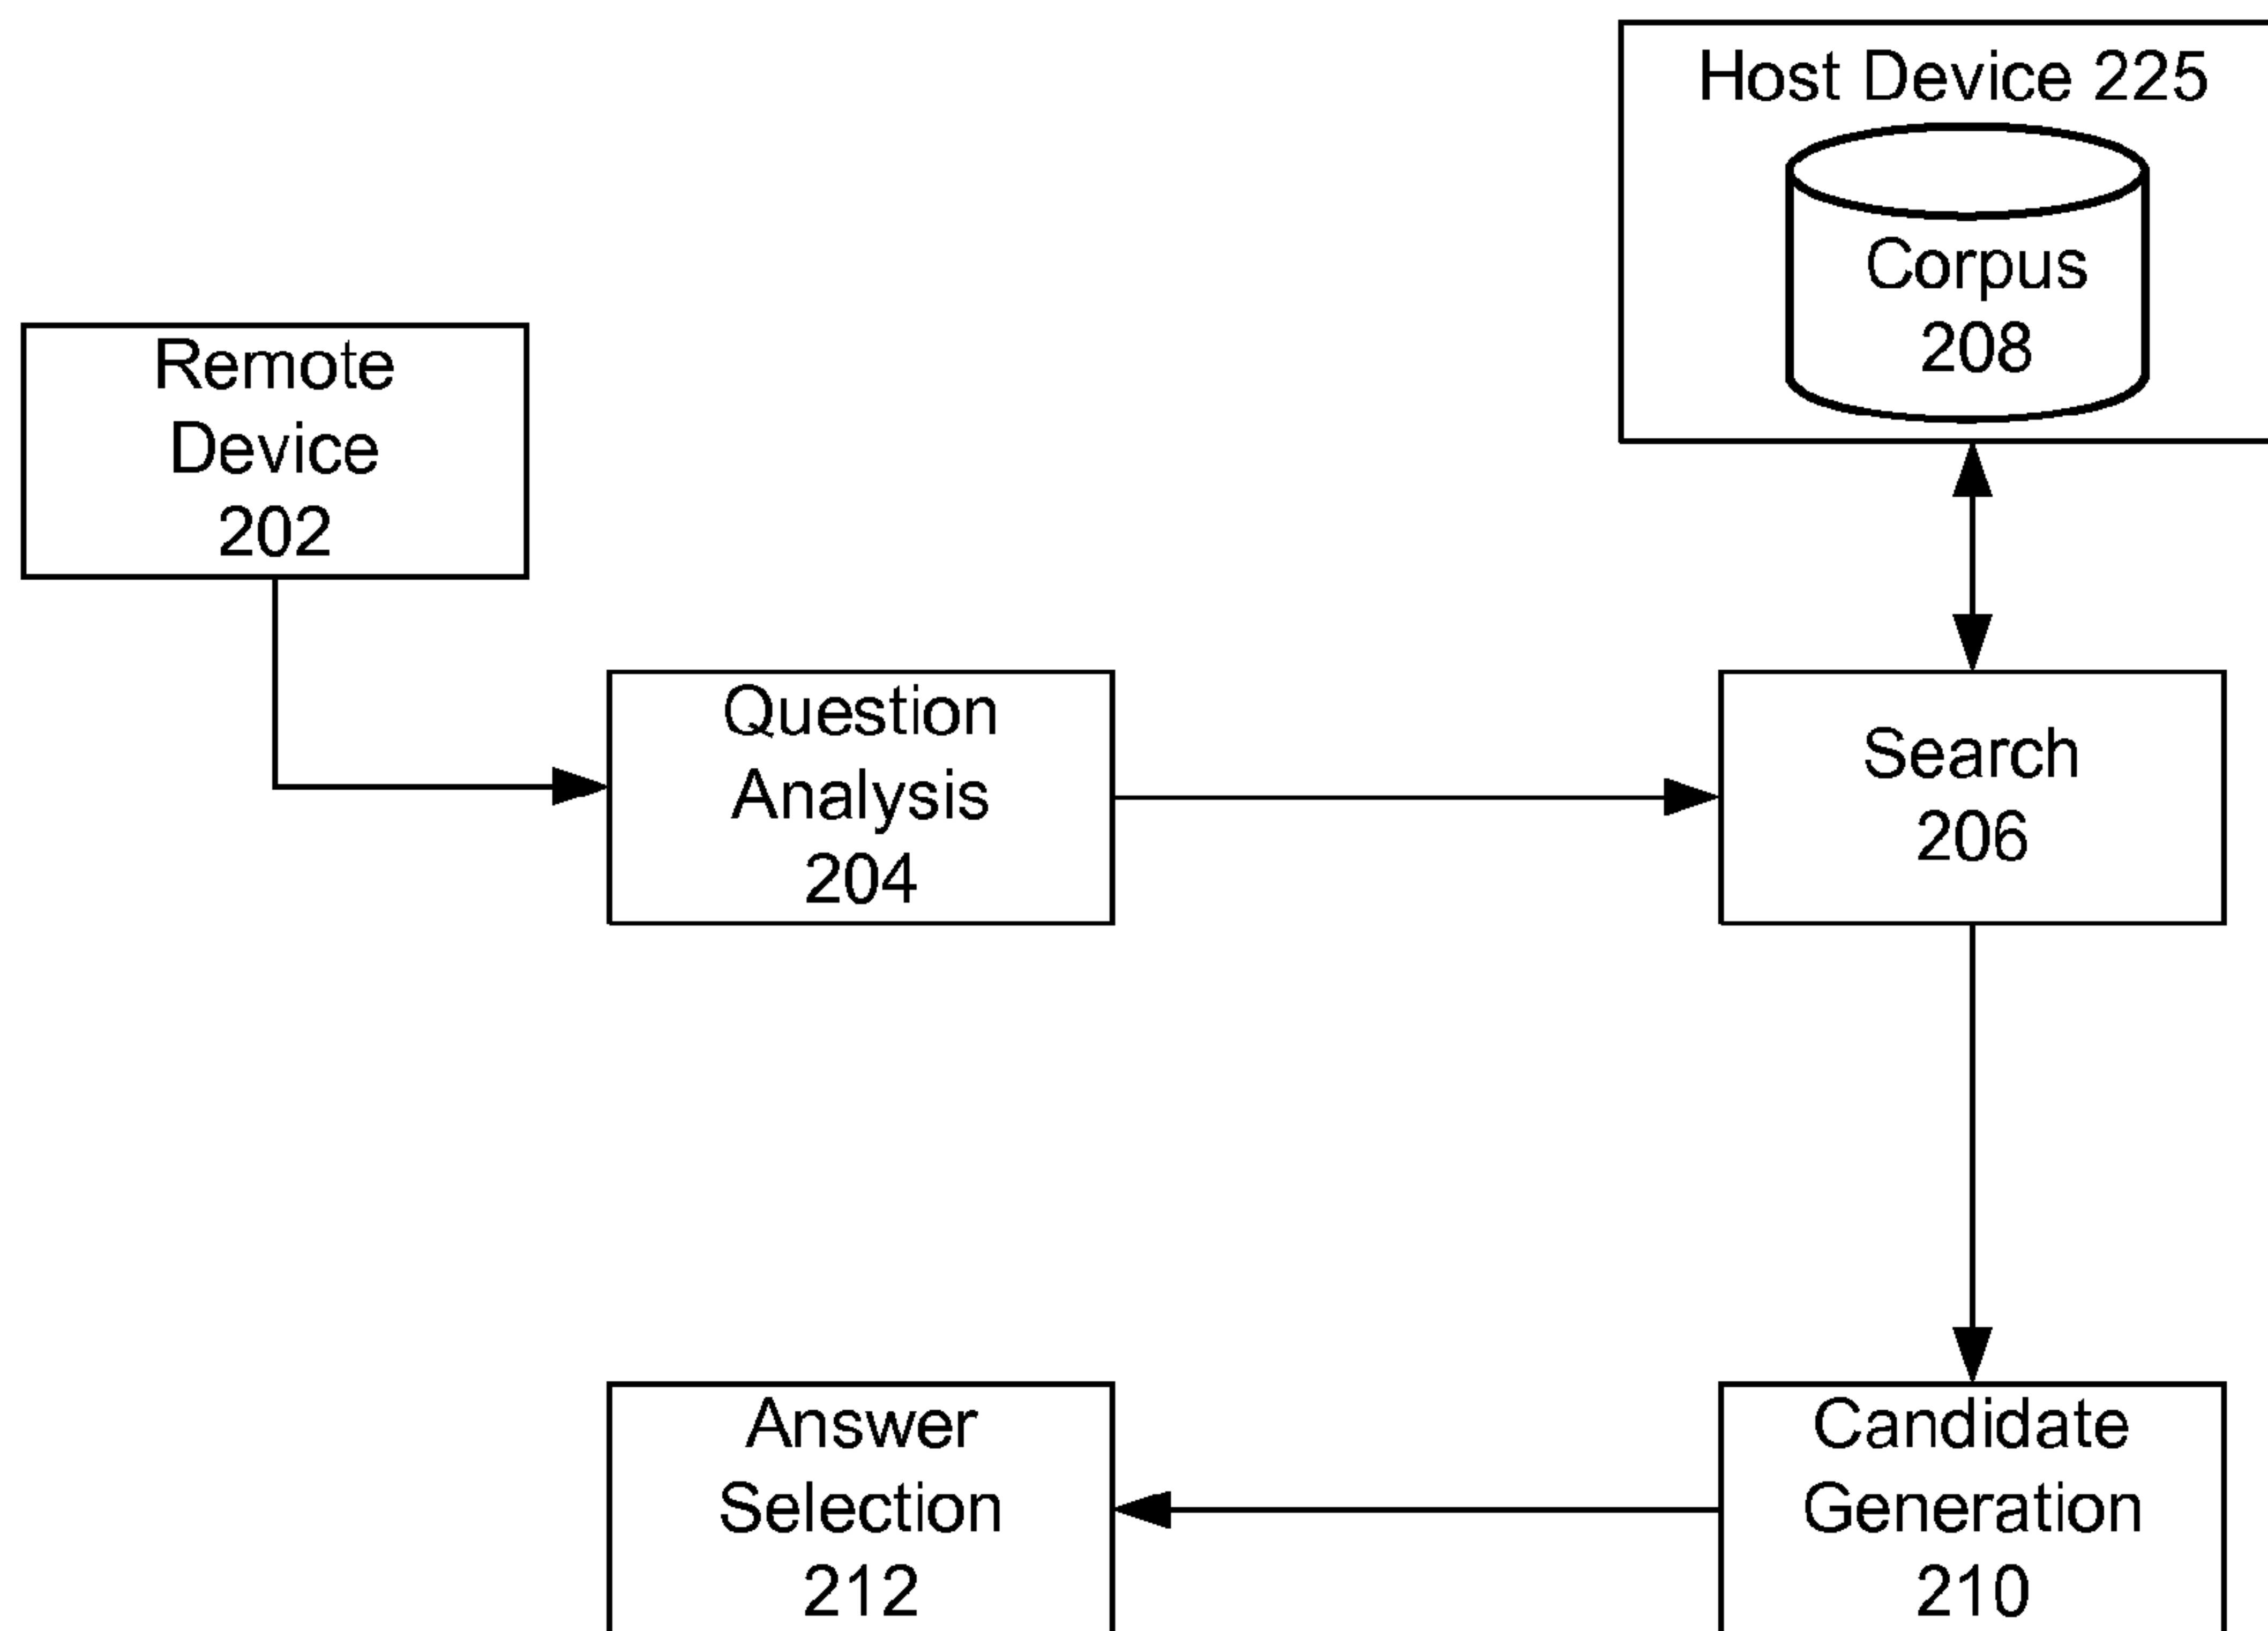 Host Device 225
Corpus
208
Remote
Device
202
Question
Analysis
204
Search
206
Answer
Selection
212
Candidate
Generation
210